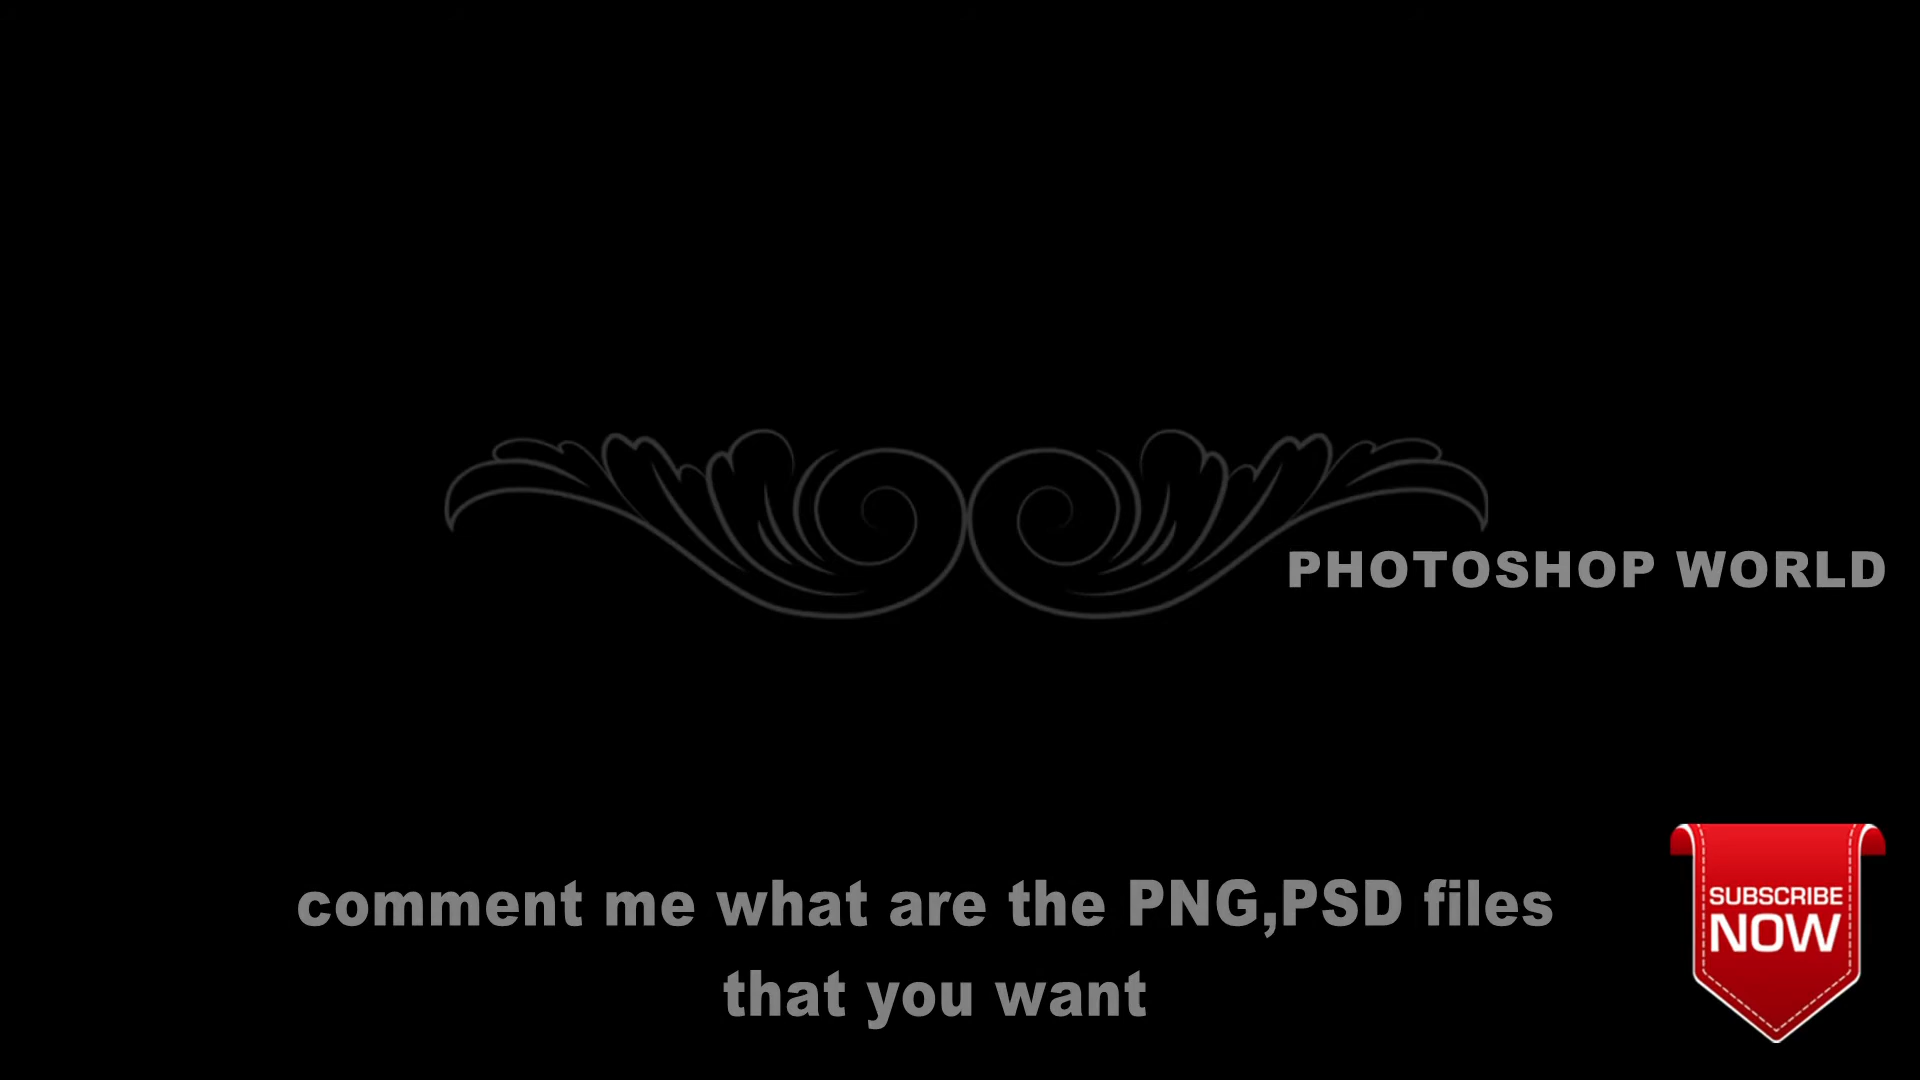 PHOTOSHOP WORLD
comment me what are the PNG,PSD files
that you want
SUBSCRIBE
NOW